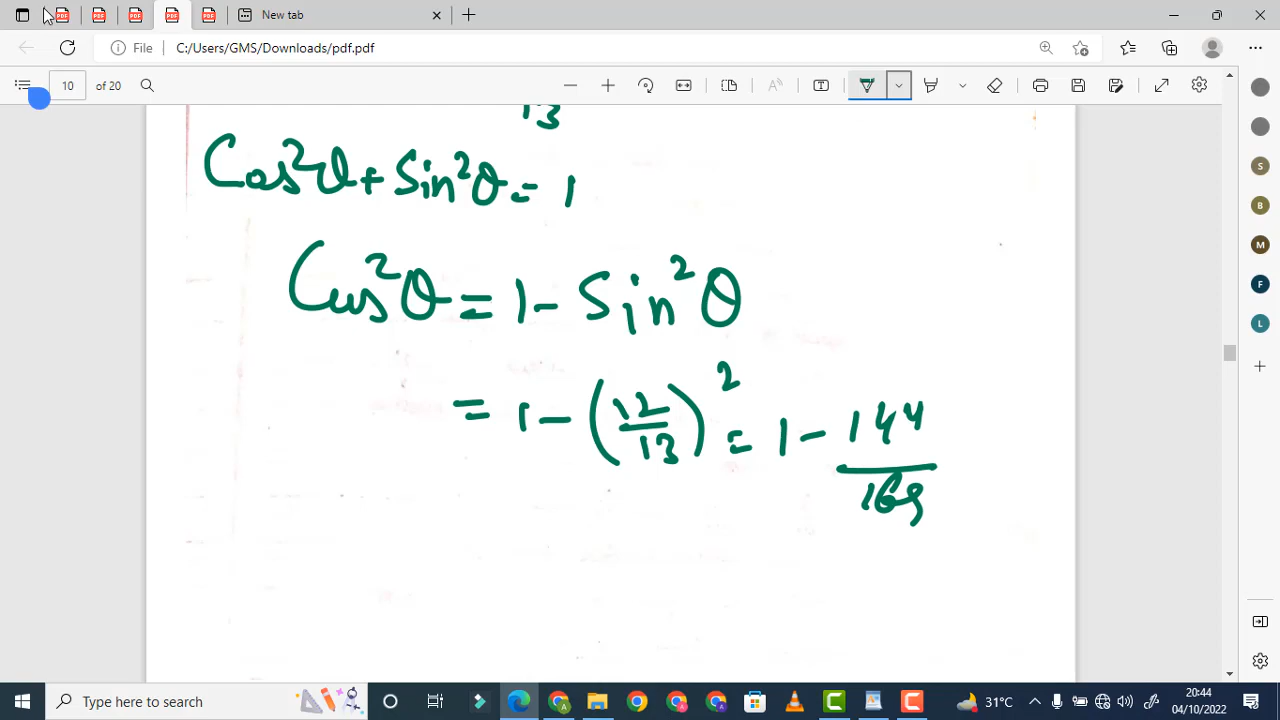 New tab
File C:/Users/GMS/Downloads/pdf.pdf
10 of 20
13
Cos²θ + Sin²θ = 1
Cos²θ = 1 - Sin²θ
= 1 - (12/13)² = 1 - 144/169
S
B
M
F
L
Type here to search
31°C
20:44
04/10/2022